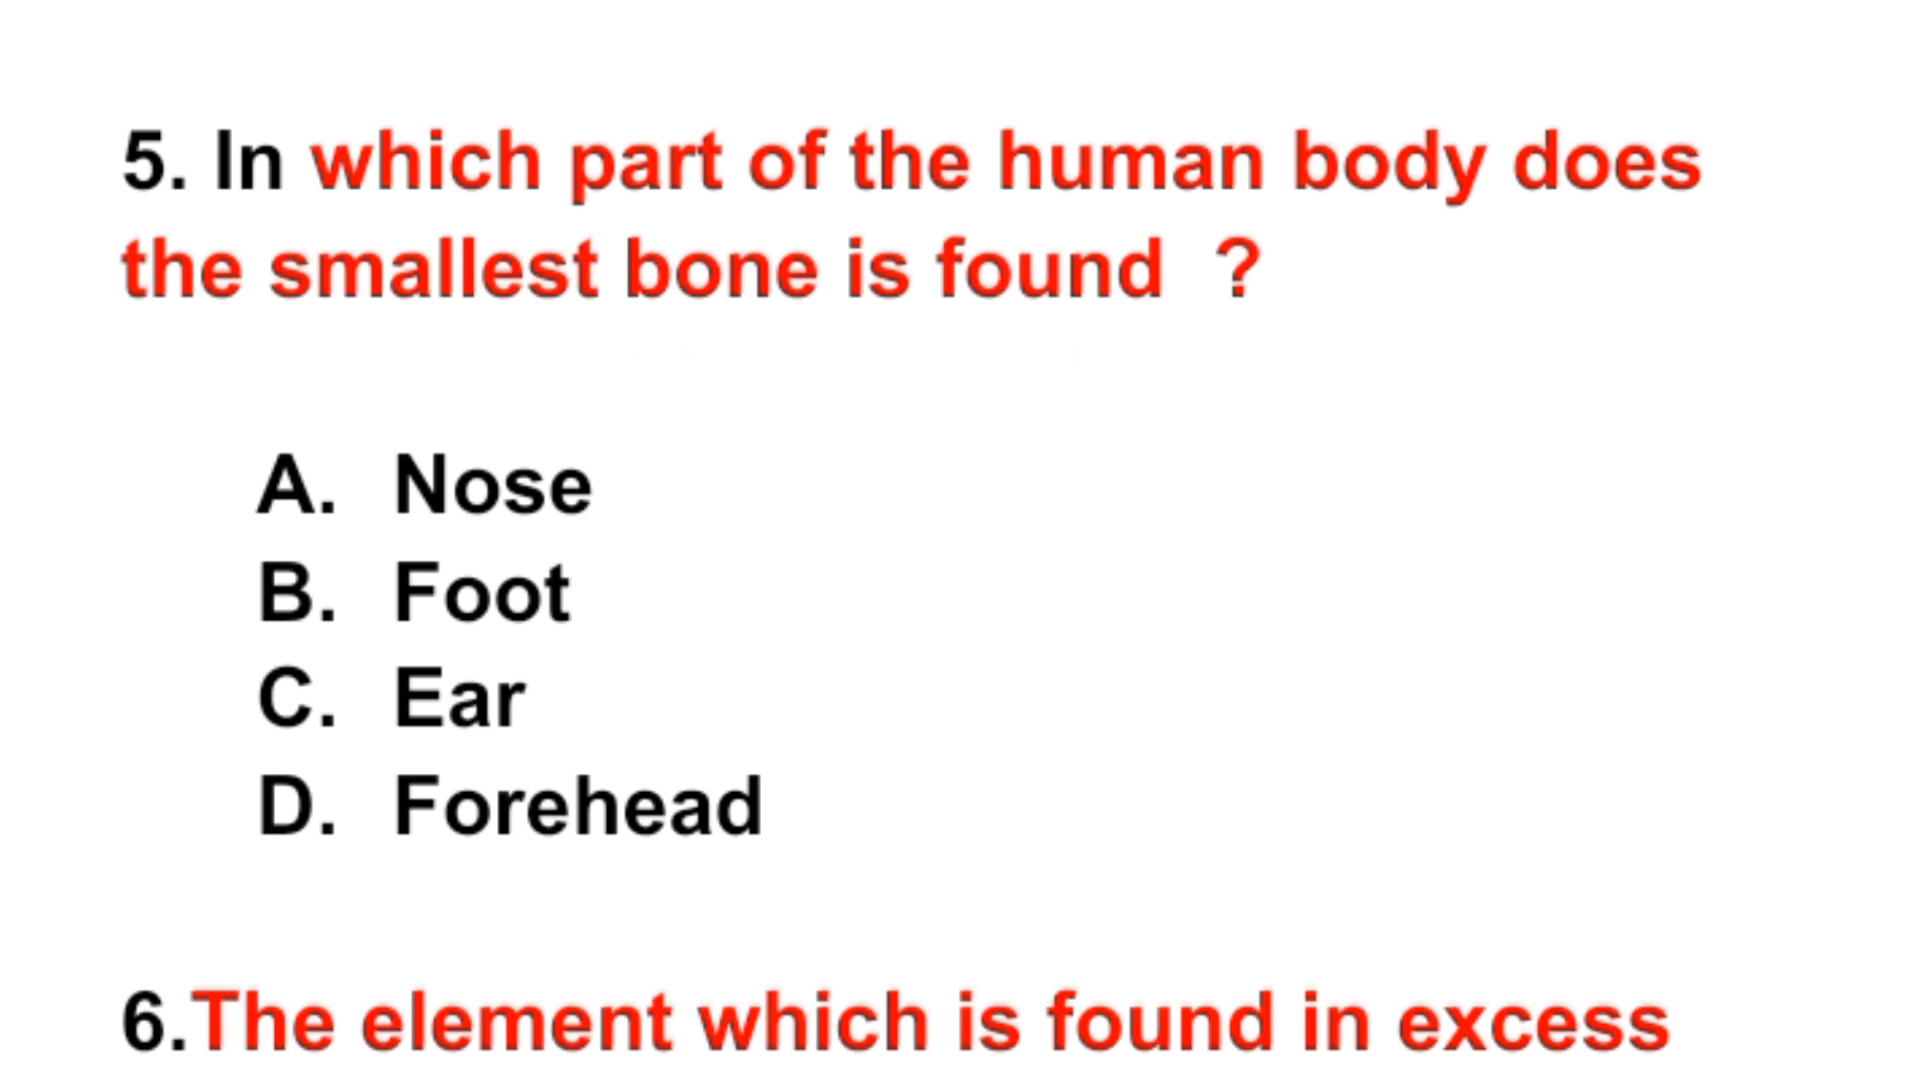 5. In which part of the human body does
the smallest bone is found ?
A. Nose
B. Foot
C. Ear
D. Forehead
6.The element which is found in excess